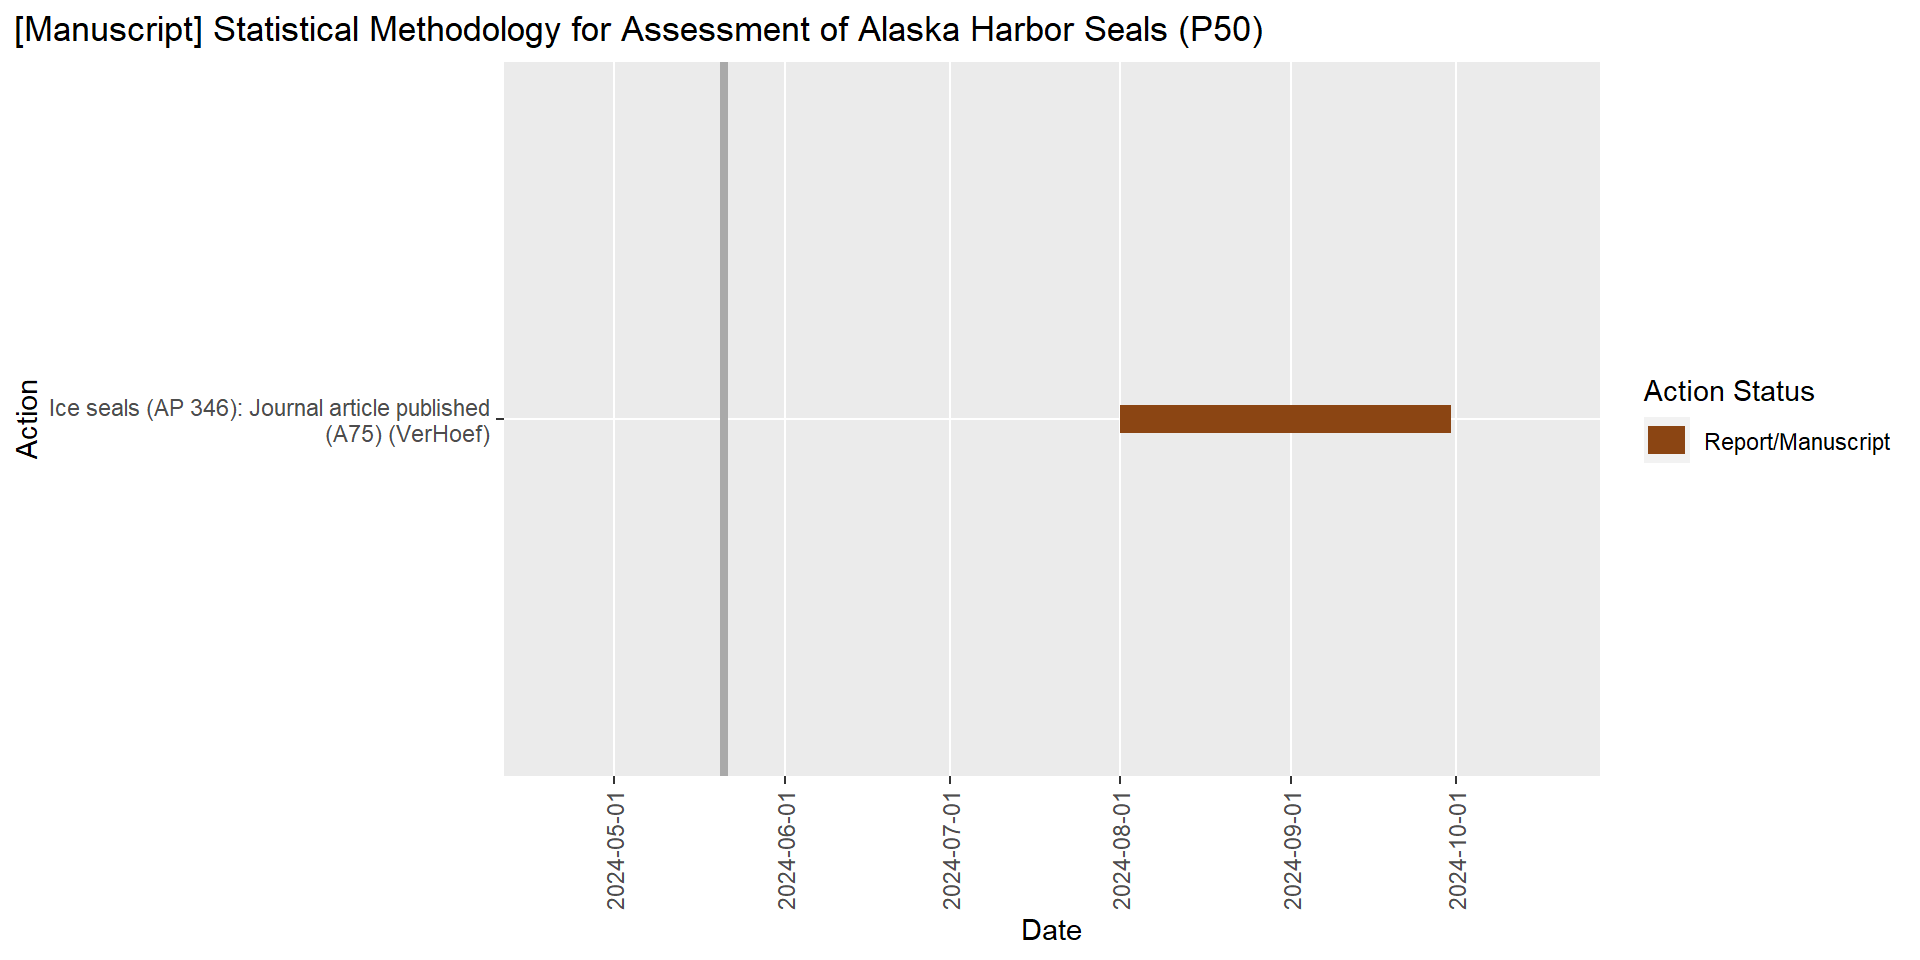 [Manuscript] Statistical Methodology for Assessment of Alaska Harbor Seals (P50)
Action
Ice seals (AP 346): Journal article published
(A75) (VerHoef)
2024-05-01
2024-06-01
2024-07-01
2024-08-01
2024-09-01
2024-10-01
Date
Action Status
Report/Manuscript